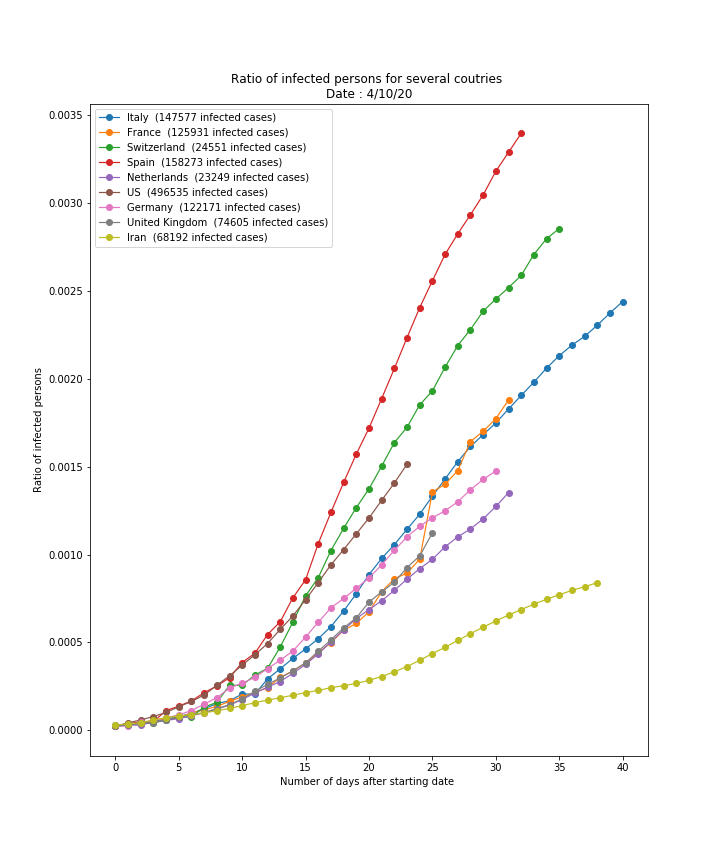 Ratio of infected persons for several coutries
Date : 4/10/20
Italy  (147577 infected cases)
France  (125931 infected cases)
Switzerland  (24551 infected cases)
Spain  (158273 infected cases)
Netherlands  (23249 infected cases)
US  (496535 infected cases)
Germany  (122171 infected cases)
United Kingdom  (74605 infected cases)
Iran  (68192 infected cases)
0.0035
0.0030
0.0025
0.0020
0.0015
0.0010
0.0005
0.0000
Ratio of infected persons
0 5 10 15 20 25 30 35 40
Number of days after starting date